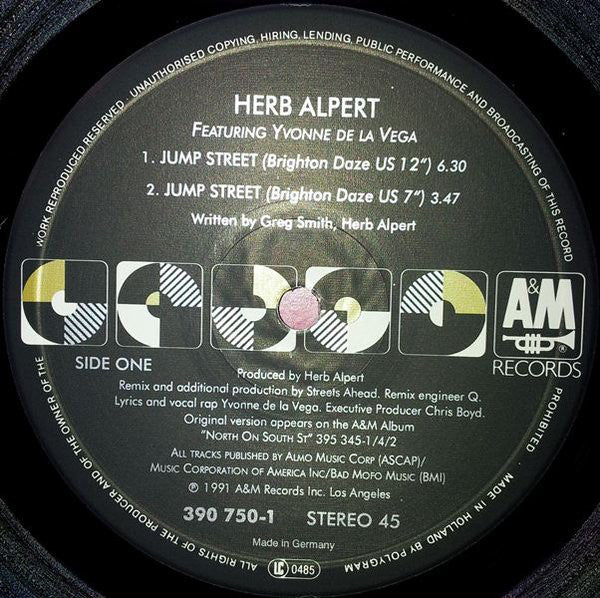 WORK REPRODUCED RESERVED. UNAUTHORISED COPYING, HIRING, LENDING, PUBLIC PERFORMANCE AND BROADCASTING OF THIS RECORD
HERB ALPERT
FEATURING YVONNE DE LA VEGA
1. JUMP STREET (Brighton Daze US 12") 6.30
2. JUMP STREET (Brighton Daze US 7") 3.47
Written by Greg Smith, Herb Alpert
A&M
®
RECORDS
SIDE ONE
Produced by Herb Alpert
Remix and additional production by Streets Ahead. Remix engineer Q.
Lyrics and vocal rap Yvonne de la Vega. Executive Producer Chris Boyd.
Original version appears on the A&M Album
"NORTH ON SOUTH ST" 395 345-1/4/2
ALL TRACKS PUBLISHED BY ALMO MUSIC CORP (ASCAP)/
MUSIC CORPORATION OF AMERICA INC/BAD MOFO MUSIC (BMI)
℗ 1991 A&M Records Inc. Los Angeles
390 750-1 STEREO 45
Made in Germany
LC 0485
PROHIBITED
MADE IN HOLLAND BY POLYGRAM
ALL RIGHTS OF THE PRODUCER AND OF THE OWNER OF THE